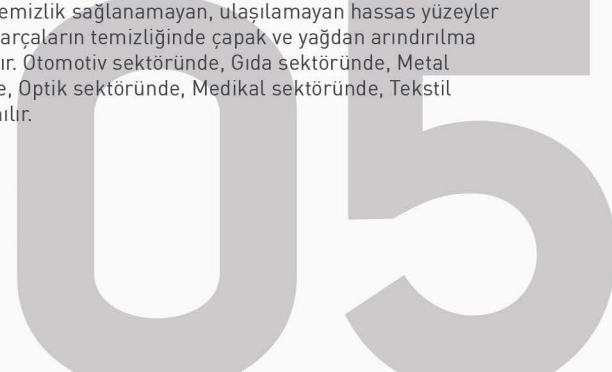 emizlik sağlanamayan, ulaşılamayan hassas yüzeyler
arçaların temizliğinde çapak ve yağdan arındırılma
ır. Otomotiv sektöründe, Gıda sektöründe, Metal
e, Optik sektöründe, Medikal sektöründe, Tekstil
ılır.
05